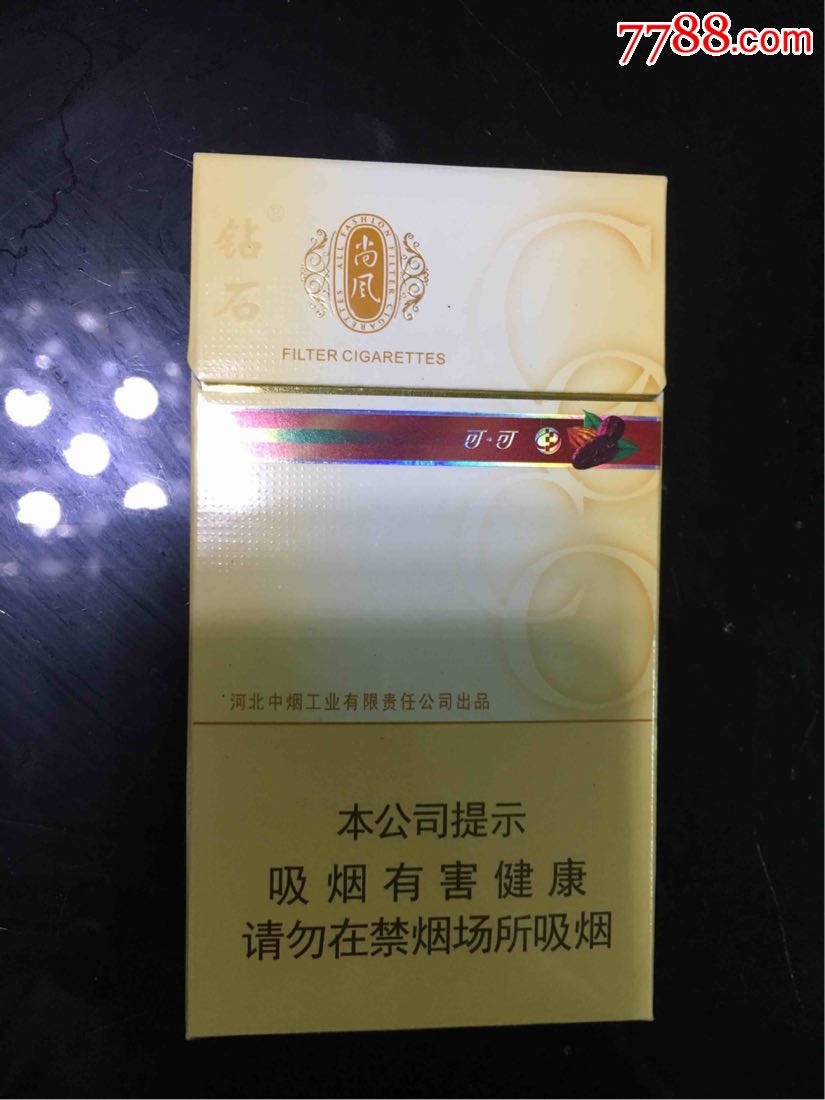 7788.com
钻石®
ALL FASHION FILTER CIGARETTES
尚风
FILTER CIGARETTES
可·可
COCO
河北中烟工业有限责任公司出品
本公司提示
吸烟有害健康
请勿在禁烟场所吸烟